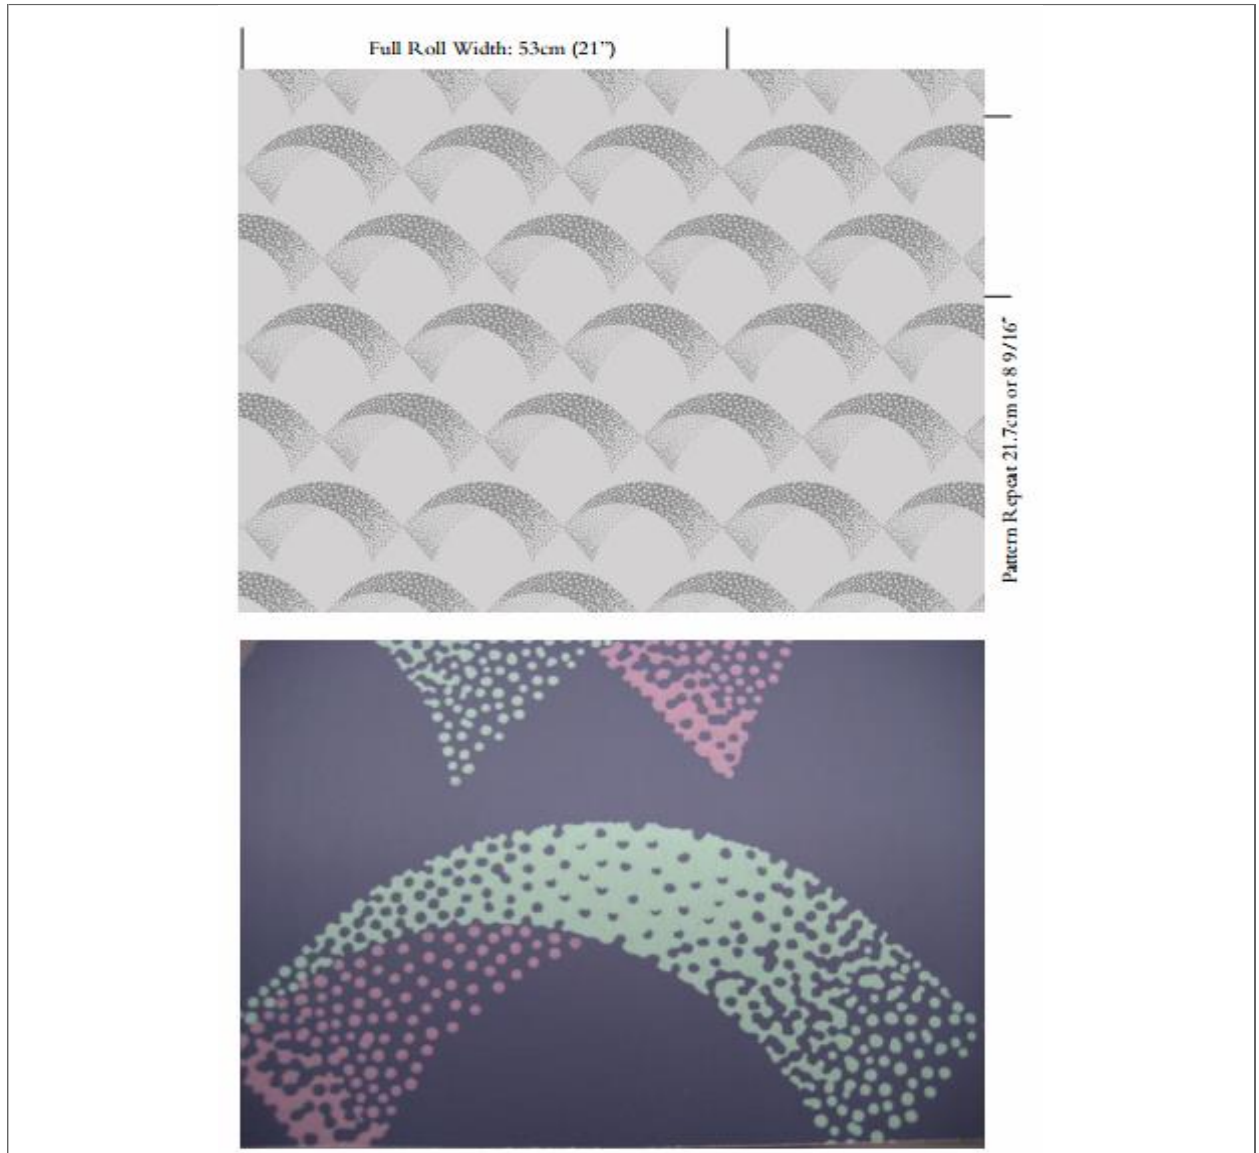 Full Roll Width: 53cm (21”)
Pattern Repeat 21.7cm or 8 9/16”